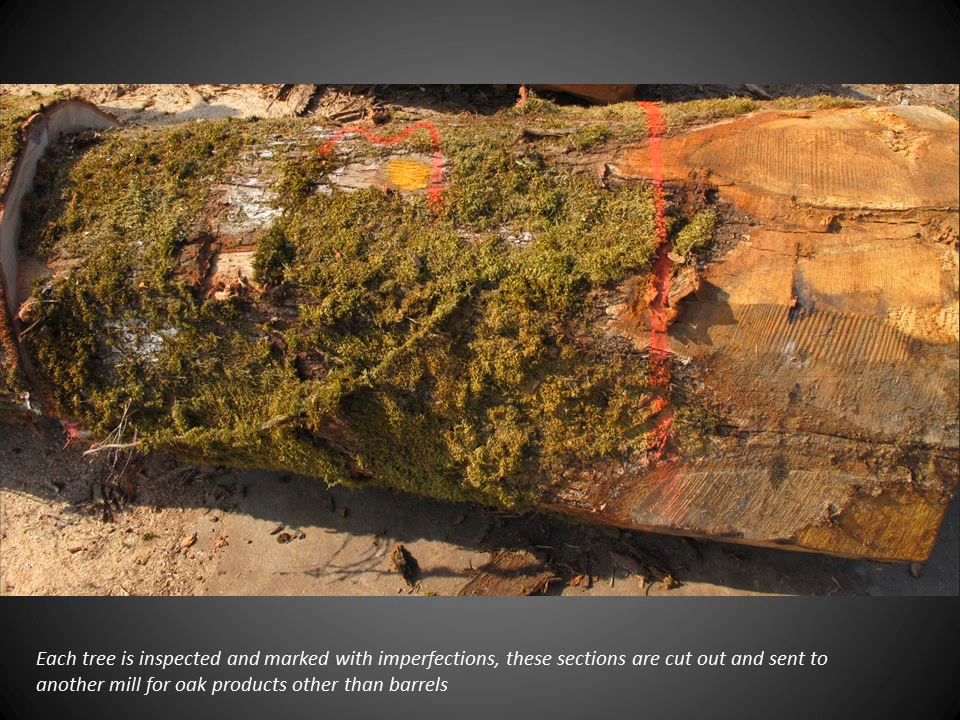 Each tree is inspected and marked with imperfections, these sections are cut out and sent to
another mill for oak products other than barrels